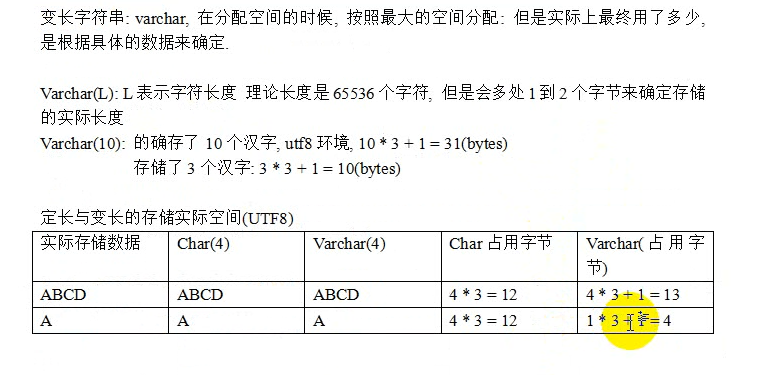 变长字符串: varchar, 在分配空间的时候, 按照最大的空间分配: 但是实际上最终用了多少,
是根据具体的数据来确定.
Varchar(L): L 表示字符长度 理论长度是 65536 个字符, 但是会多处 1 到 2 个字节来确定存储
的实际长度
Varchar(10): 的确存了 10 个汉字, utf8 环境, 10 * 3 + 1 = 31(bytes)
存储了 3 个汉字: 3 * 3 + 1 = 10(bytes)
定长与变长的存储实际空间(UTF8)
实际存储数据 Char(4) Varchar(4) Char 占用字节 Varchar( 占 用 字
节)
ABCD ABCD ABCD 4 * 3 = 12 4 * 3 + 1 = 13
A A A 4 * 3 = 12 1 * 3 + 1 = 4